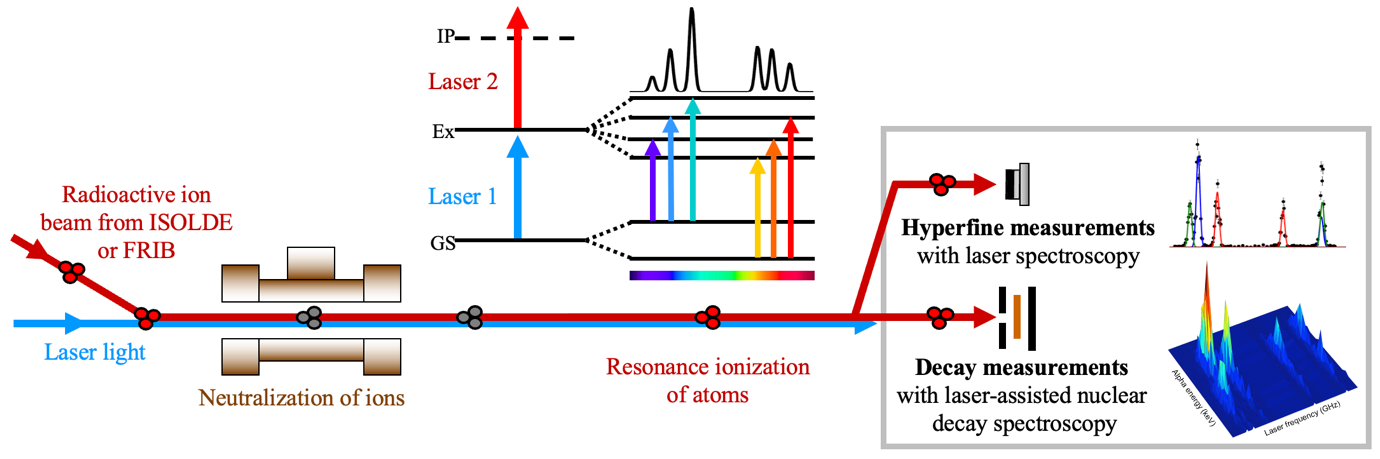 IP
Laser 2
Ex
Laser 1
GS
Radioactive ion
beam from ISOLDE
or FRIB
Laser light
Neutralization of ions
Resonance ionization
of atoms
Hyperfine measurements
with laser spectroscopy
Decay measurements
with laser-assisted nuclear
decay spectroscopy
Alpha energy (keV)
Laser frequency (GHz)